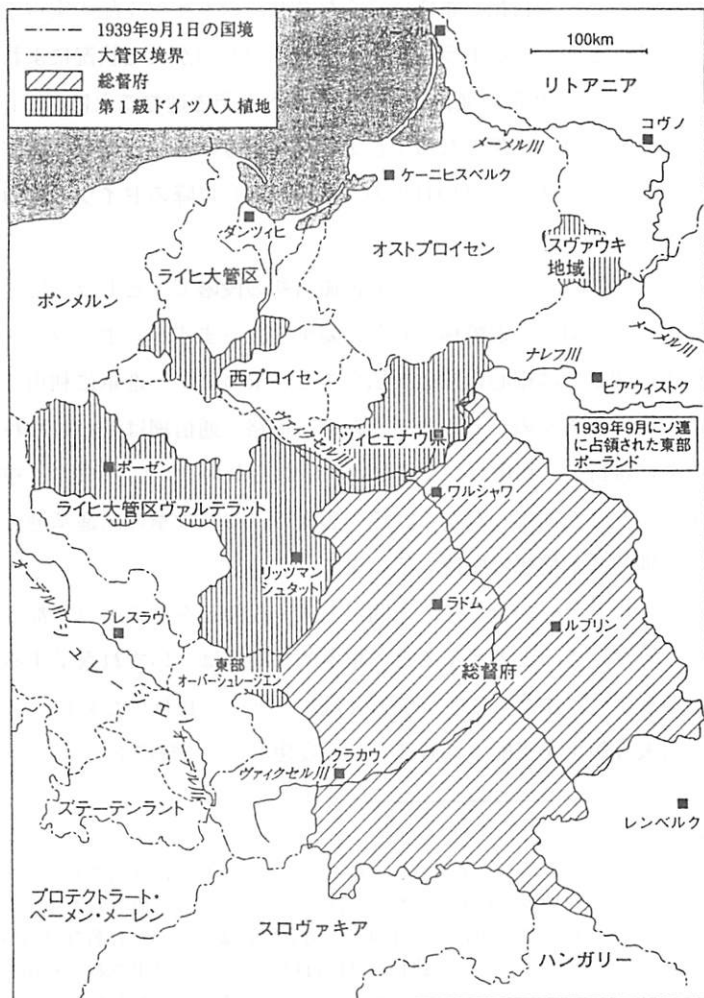 1939年9月1日の国境
大管区境界
総督府
第1級ドイツ人入植地
メーメル
100km
リトアニア
コヴノ
メーメル川
ケーニヒスベルク
ダンツィヒ
オストプロイセン
スヴァウキ
地域
ライヒ大管区
ポンメルン
西プロイセン
ナレフ川
メーメル川
ビアウィストク
ヴァイクセル川
ツィヒェナウ県
1939年9月にソ連
に占領された東部
ポーランド
ポーゼン
ワルシャワ
ライヒ大管区ヴァルテラット
リッツマン
シュタット
オーデル川
ブレスラウ
ラドム
ルブリン
シュレージエン
東部
オーバーシュレージエン
総督府
オーデル川
クラカウ
ヴァイクセル川
ズテーテンラント
レンベルク
プロテクトラート・
ベーメン・メーレン
スロヴァキア
ハンガリー